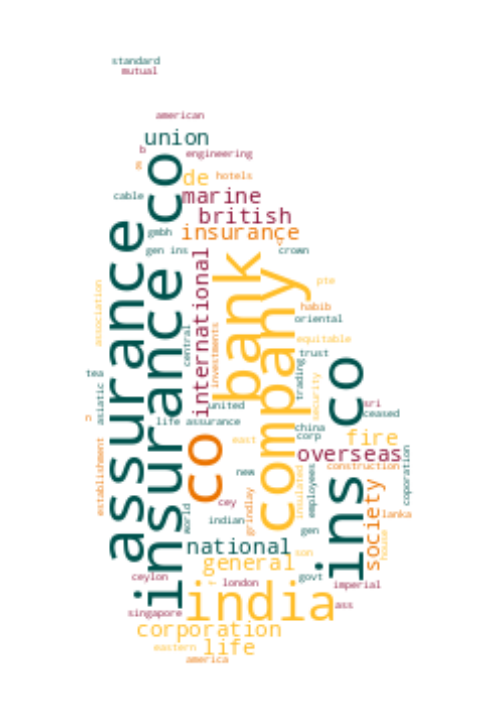 standard
mutual
american
union
b
engineering
de
hotels
cable
marine
british
gmbh
insurance
gen ins
crown
assurance co
insurance co
international
bank
company
pte
association
habib
oriental
central
investments
equitable
trust
tea
trading
security
asiatic
united
ins co
sri
ceased
n
life assurance
china
corp
fire
co
east
overseas
establishment
new
insulated
employees
construction
coporation
cey
grindlay
world
indian
gen
society
lanka
house
national
son
general
ceylon
london
govt
imperial
india
singapore
ass
corporation
eastern
life
america